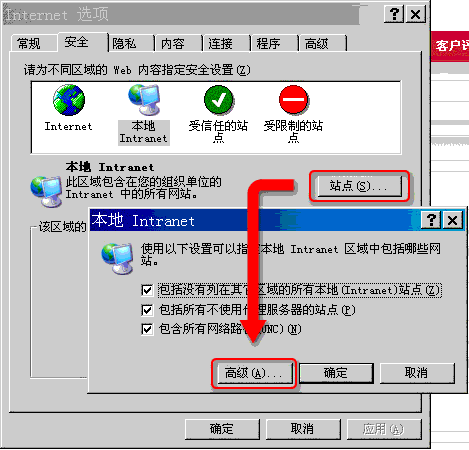 Internet 选项
常规 安全 隐私 内容 连接 程序 高级
客户评
请为不同区域的 Web 内容指定安全设置(Z)
Internet
本地
Intranet
受信任的站
点
受限制的站
点
本地 Intranet
此区域包含在您的组织单位的
Intranet 中的所有网站。
站点(S)...
该区域的
本地 Intranet
使用以下设置可以指 本地 Intranet 区域中包括哪些网
站。
包括没有列在其它区域的所有本地(Intranet)站点(Z)
包括所有不使用代理服务器的站点(P)
包含所有网络路 (UNC)(N)
高级(A)... 确定 取消
确定 取消 应用(A)